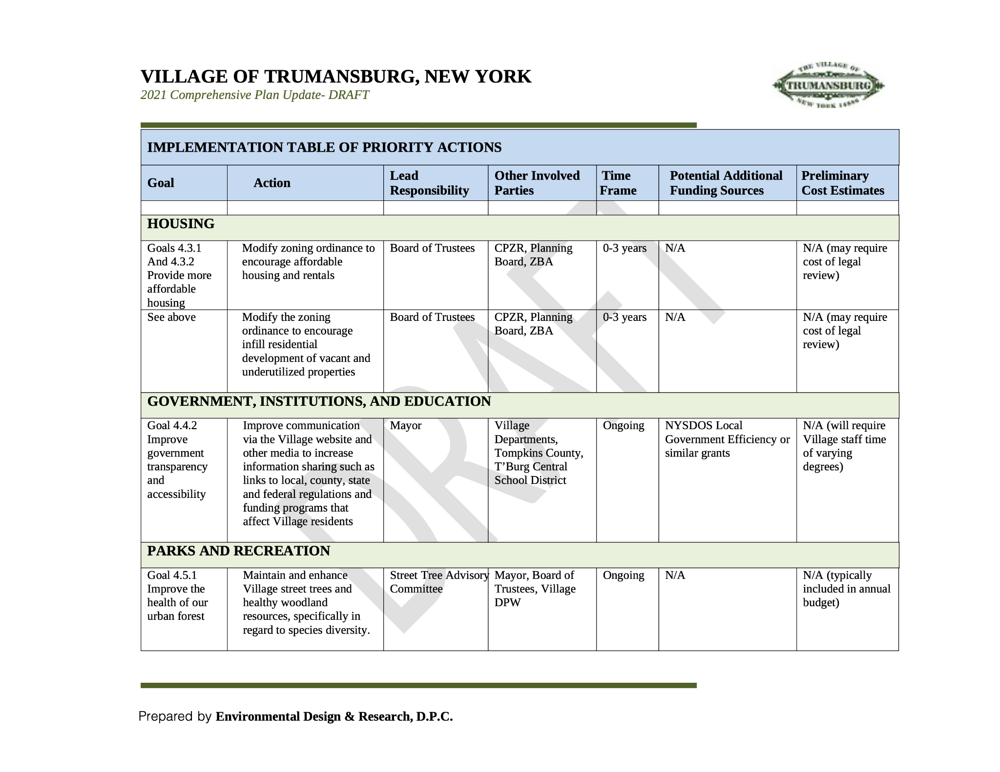 VILLAGE OF TRUMANSBURG, NEW YORK
2021 Comprehensive Plan Update- DRAFT
THE VILLAGE OF
TRUMANSBURG
NEW YORK 14886
IMPLEMENTATION TABLE OF PRIORITY ACTIONS
Goal
Action
Lead
Responsibility
Other Involved
Parties
Time
Frame
Potential Additional
Funding Sources
Preliminary
Cost Estimates
HOUSING
Goals 4.3.1
And 4.3.2
Provide more
affordable
housing
Modify zoning ordinance to
encourage affordable
housing and rentals
Board of Trustees
CPZR, Planning
Board, ZBA
0-3 years
N/A
N/A (may require
cost of legal
review)
See above
Modify the zoning
ordinance to encourage
infill residential
development of vacant and
underutilized properties
Board of Trustees
CPZR, Planning
Board, ZBA
0-3 years
N/A
N/A (may require
cost of legal
review)
GOVERNMENT, INSTITUTIONS, AND EDUCATION
Goal 4.4.2
Improve
government
transparency
and
accessibility
Improve communication
via the Village website and
other media to increase
information sharing such as
links to local, county, state
and federal regulations and
funding programs that
affect Village residents
Mayor
Village
Departments,
Tompkins County,
T’Burg Central
School District
Ongoing
NYSDOS Local
Government Efficiency or
similar grants
N/A (will require
Village staff time
of varying
degrees)
PARKS AND RECREATION
Goal 4.5.1
Improve the
health of our
urban forest
Maintain and enhance
Village street trees and
healthy woodland
resources, specifically in
regard to species diversity.
Street Tree Advisory
Committee
Mayor, Board of
Trustees, Village
DPW
Ongoing
N/A
N/A (typically
included in annual
budget)
DRAFT
Prepared by Environmental Design & Research, D.P.C.